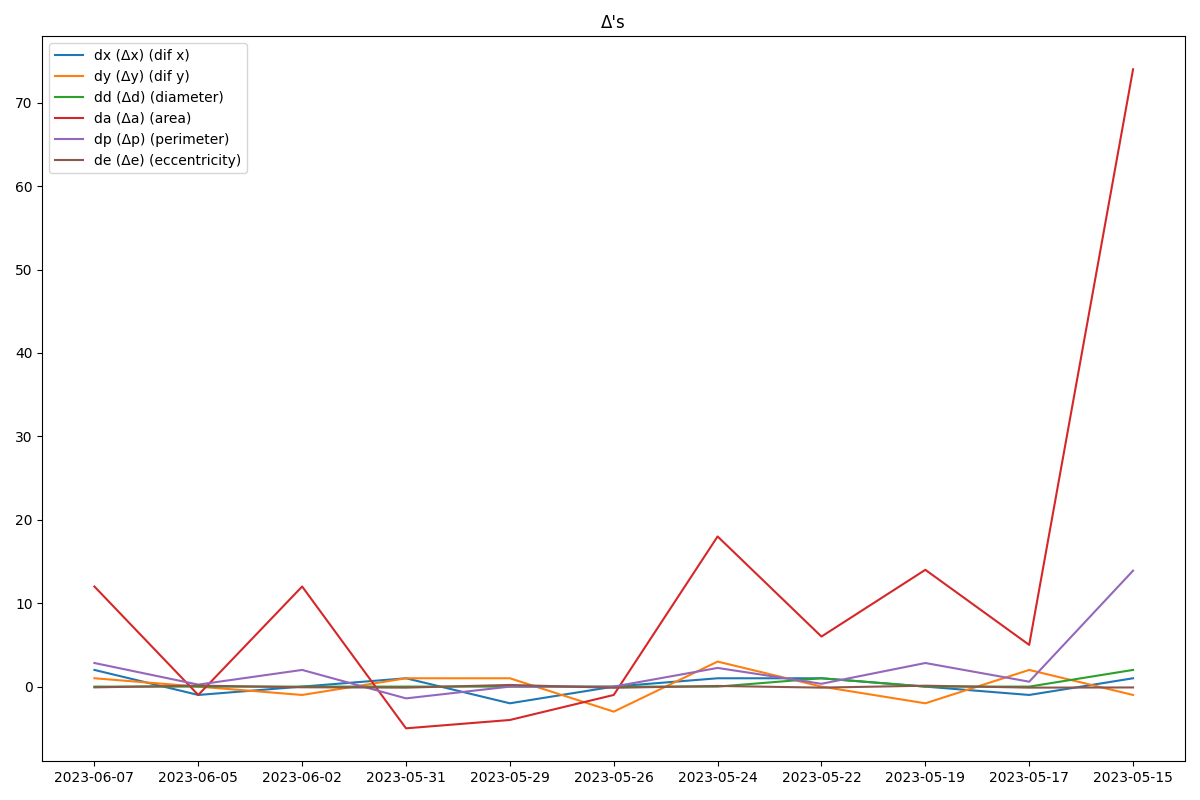 Δ's
dx (Δx) (dif x)
dy (Δy) (dif y)
dd (Δd) (diameter)
da (Δa) (area)
dp (Δp) (perimeter)
de (Δe) (eccentricity)
70
60
50
40
30
20
10
0
2023-06-07 2023-06-05 2023-06-02 2023-05-31 2023-05-29 2023-05-26 2023-05-24 2023-05-22 2023-05-19 2023-05-17 2023-05-15